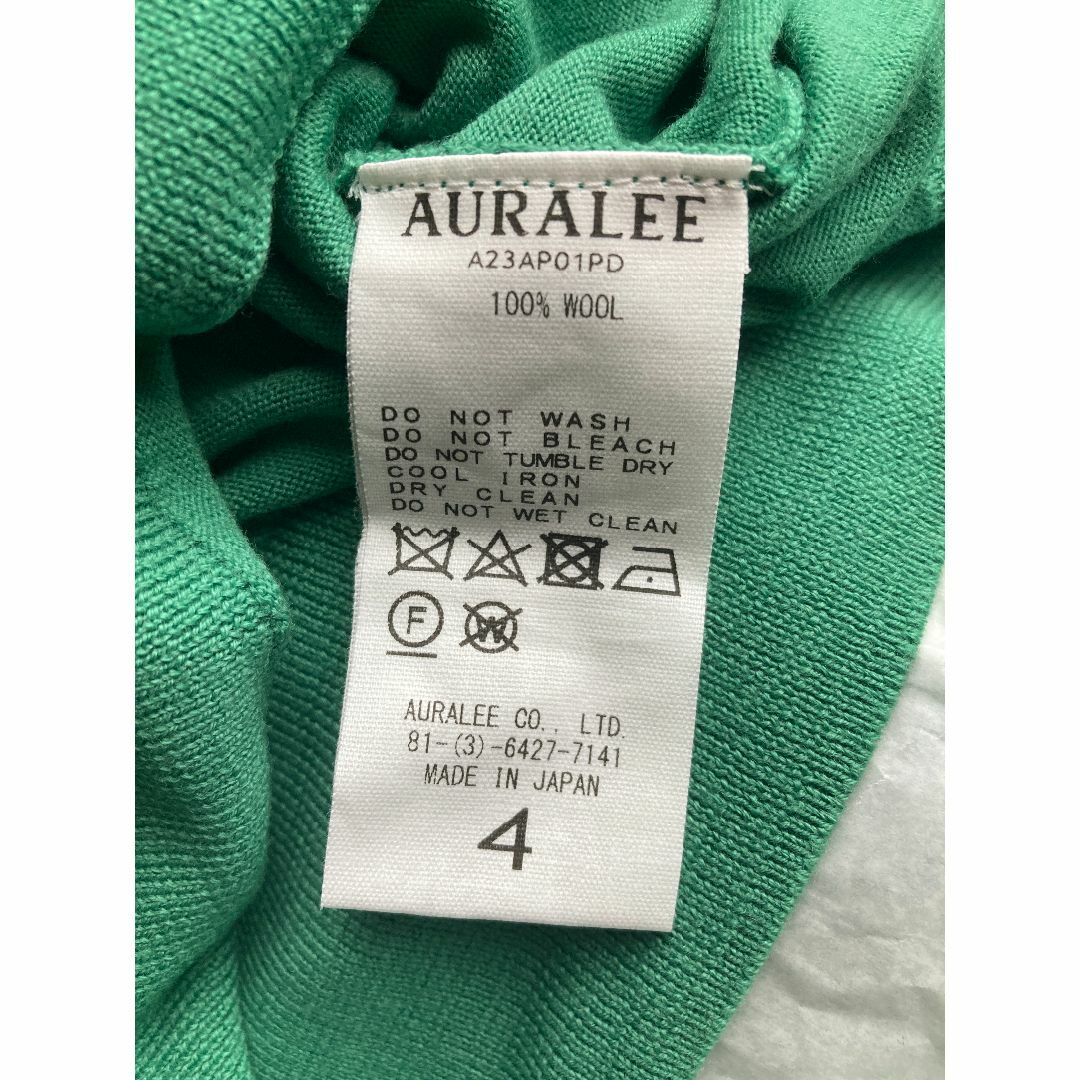 AURALEE
A23AP01PD
100% WOOL
DO NOT WASH
DO NOT BLEACH
DO NOT TUMBLE DRY
COOL IRON
DRY CLEAN
DO NOT WET CLEAN
F W
AURALEE CO., LTD.
81-(3)-6427-7141
MADE IN JAPAN
4